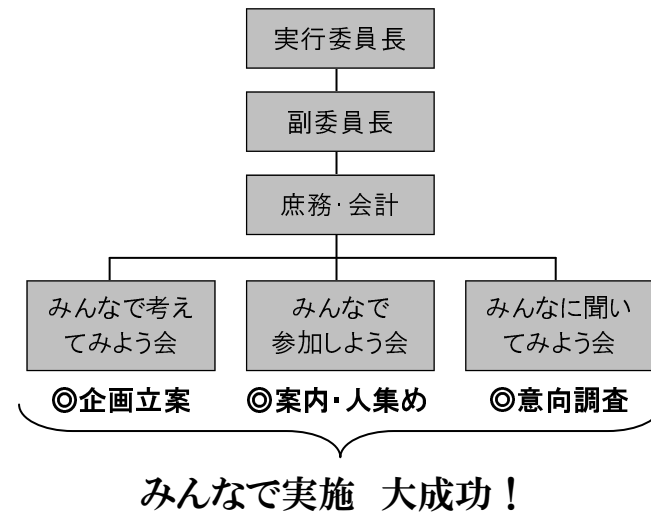 実行委員長
副委員長
庶務・会計
みんなで考え
てみよう会
みんなで
参加しよう会
みんなに聞い
てみよう会
◎企画立案
◎案内・人集め
◎意向調査
みんなで実施　大成功！